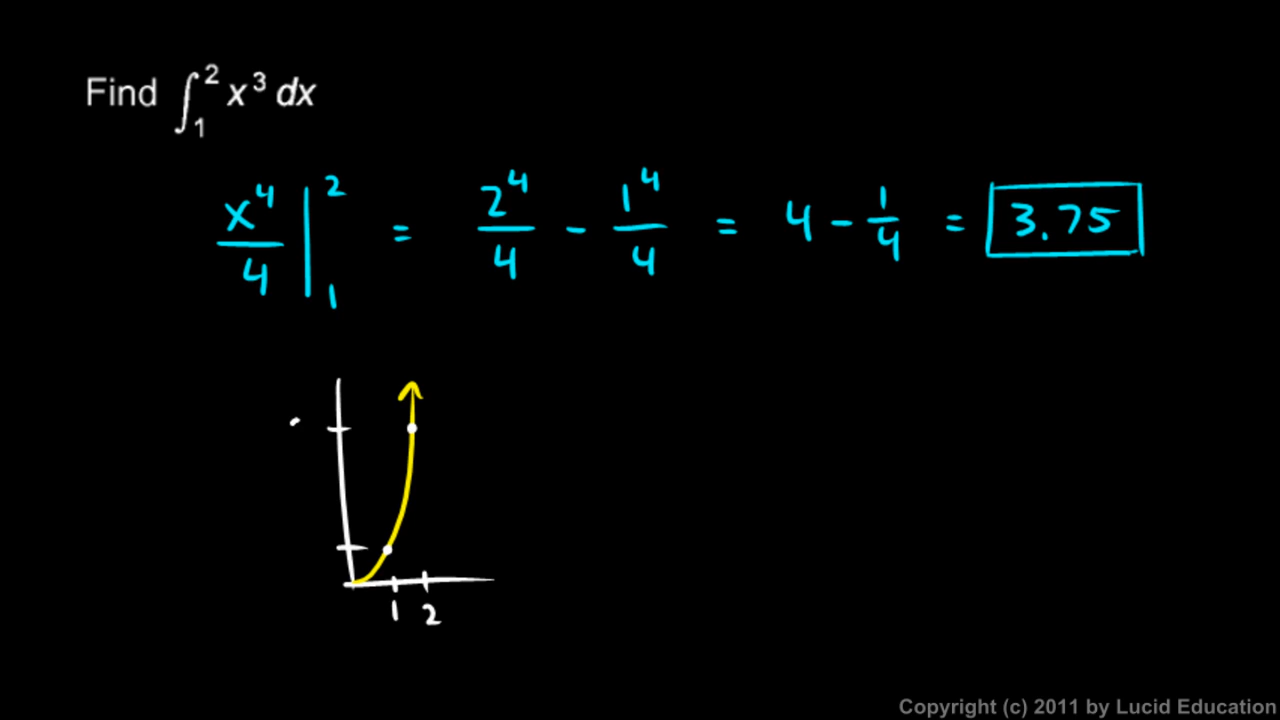 Find ∫₁² x³ dx
x⁴/4 |₁² = 2⁴/4 - 1⁴/4 = 4 - 1/4 = 3.75
1 2
Copyright (c) 2011 by Lucid Education